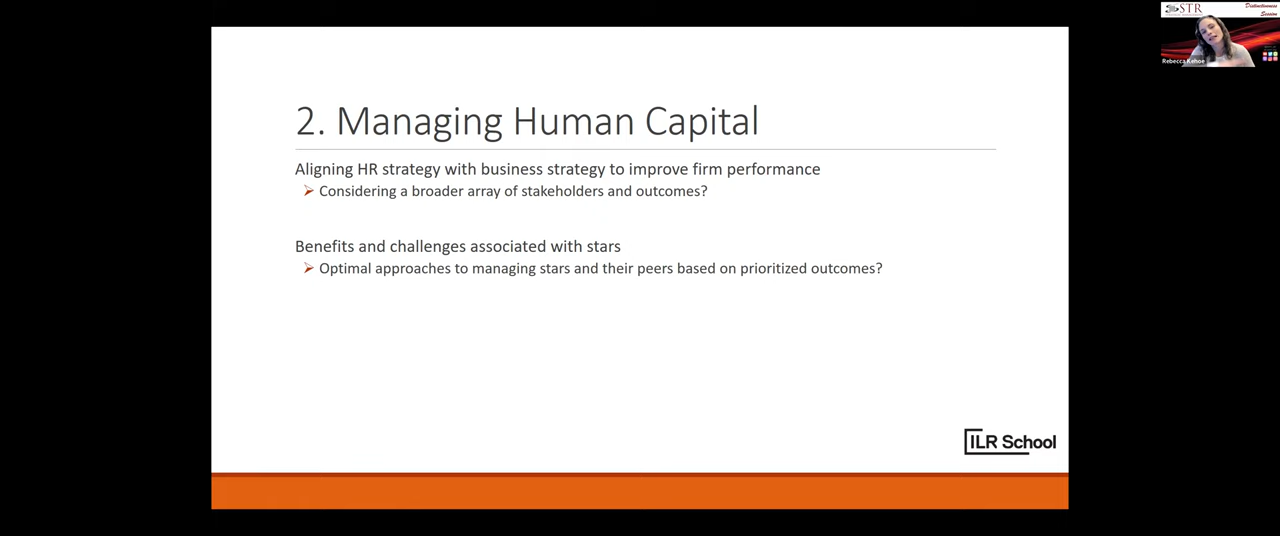 2. Managing Human Capital
Aligning HR strategy with business strategy to improve firm performance
Considering a broader array of stakeholders and outcomes?
Benefits and challenges associated with stars
Optimal approaches to managing stars and their peers based on prioritized outcomes?
ILR School
STR
Distinctiveness
Session
Rebecca Kehoe